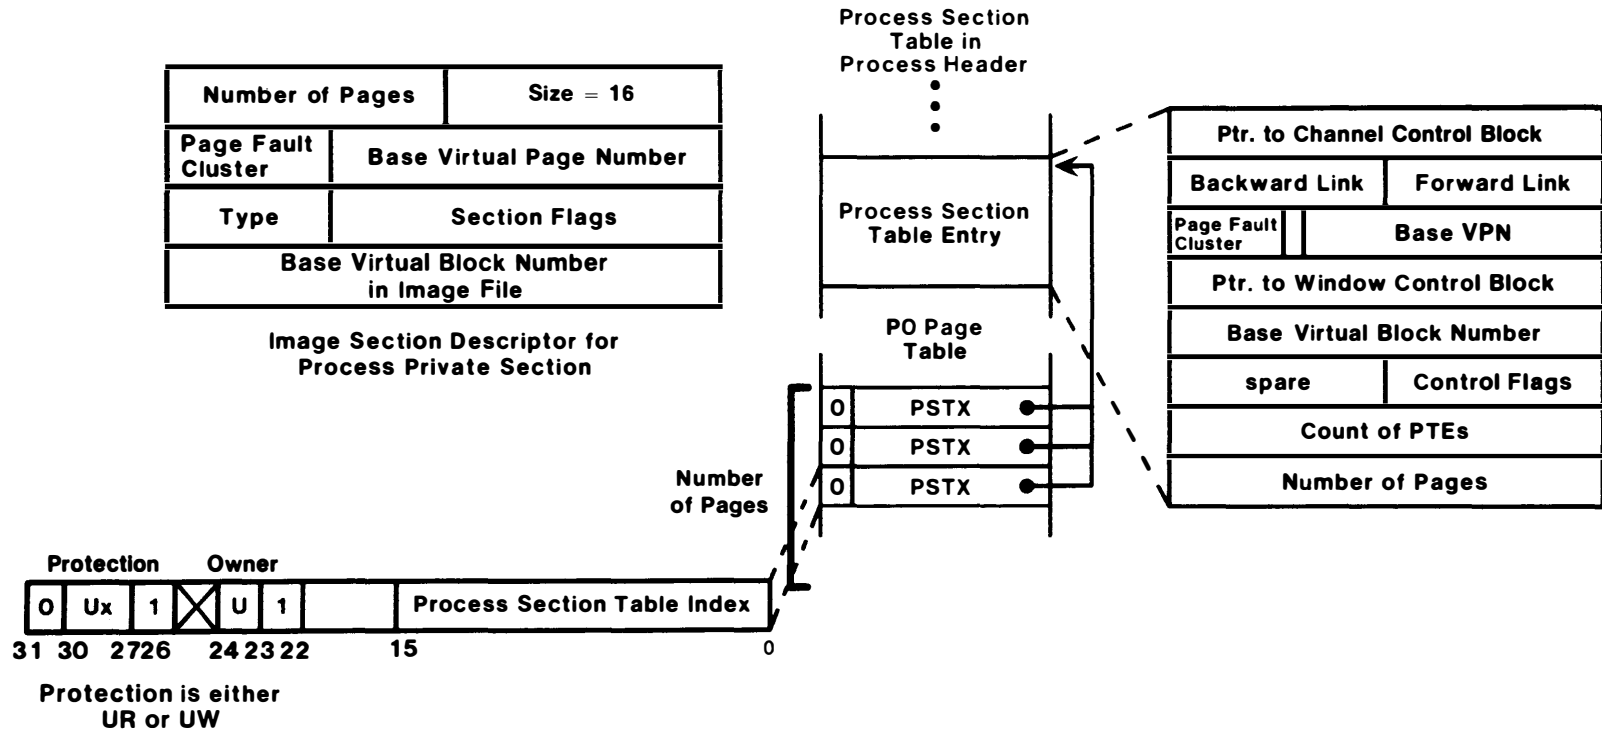 Process Section
Table in
Process Header
Number of Pages
Size = 16
Page Fault
Cluster
Base Virtual Page Number
Type
Section Flags
Base Virtual Block Number
in Image File
Image Section Descriptor for
Process Private Section
Process Section
Table Entry
P0 Page
Table
0 PSTX
0 PSTX
0 PSTX
Number
of Pages
Ptr. to Channel Control Block
Backward Link
Forward Link
Page Fault
Cluster
Base VPN
Ptr. to Window Control Block
Base Virtual Block Number
spare
Control Flags
Count of PTEs
Number of Pages
Protection Owner
0 Ux 1 U 1 Process Section Table Index
31 30 27 26 24 23 22 15 0
Protection is either
UR or UW